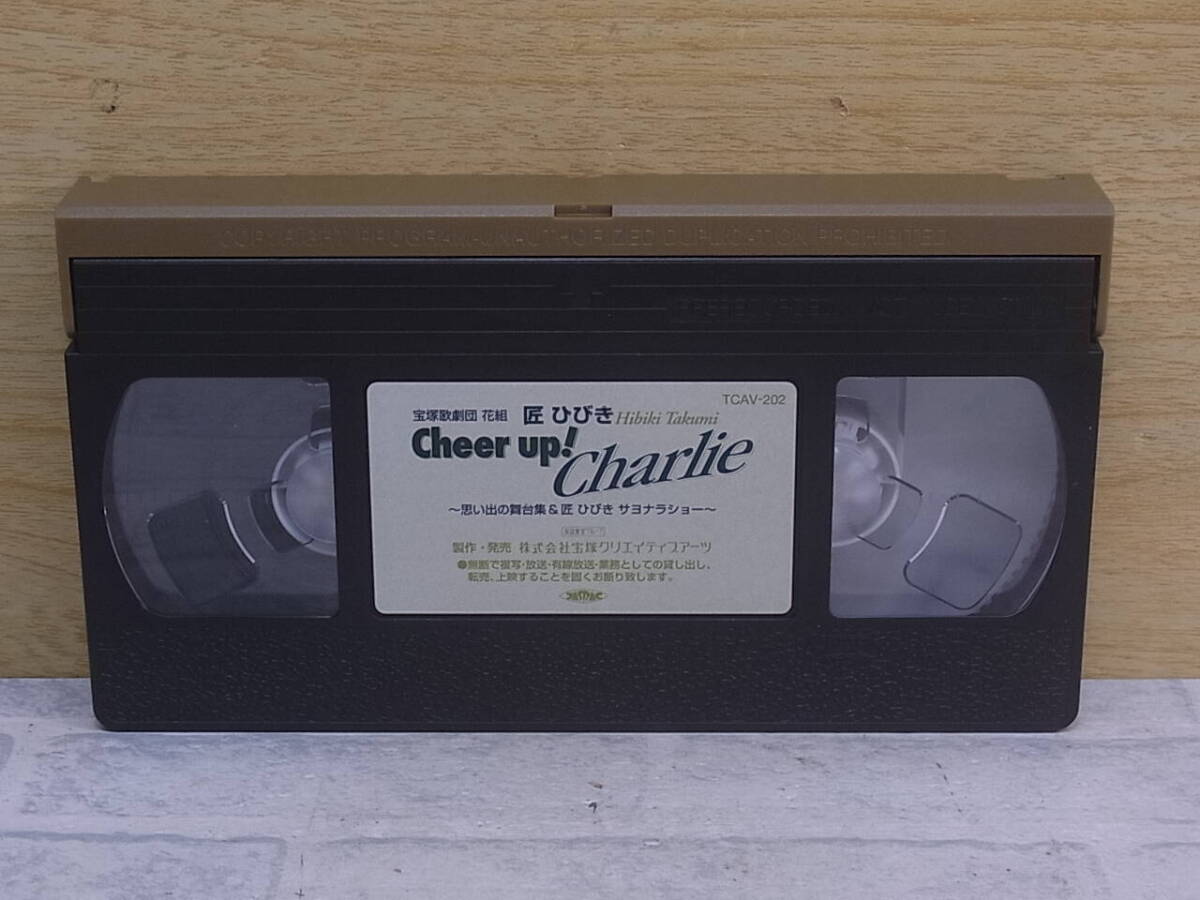 COPYRIGHT PROGRAM-UNAUTHORIZED DUPLICATION PROHIBITED
TCAV-202
宝塚歌劇団 花組 匠 ひびき Hibiki Takumi
Cheer up!
Charlie
～思い出の舞台集&匠 ひびき サヨナラショー～
製作・発売 株式会社宝塚クリエイティブアーツ
●無断で複写・放送・有線放送・業務としての貸し出し、
転売、上映することを固くお断り致します。